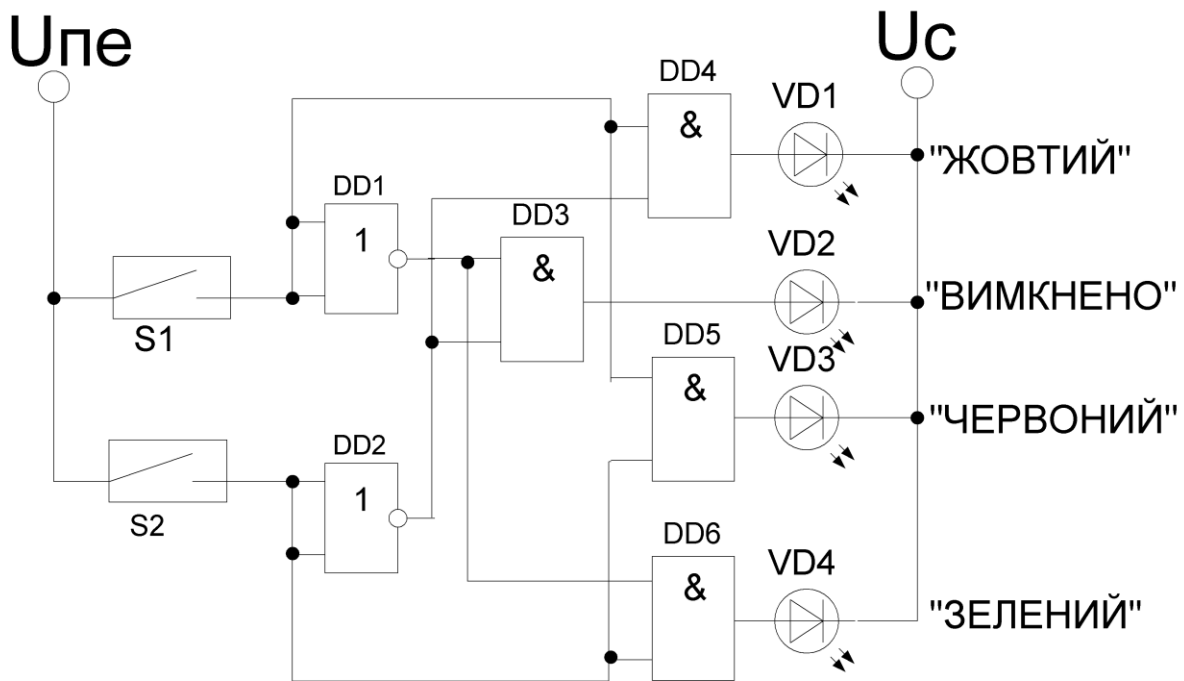 Uпе
Uс
DD4
&
VD1
"ЖОВТИЙ"
DD1
1
DD3
&
VD2
"ВИМКНЕНО"
S1
DD5
&
VD3
"ЧЕРВОНИЙ"
DD2
1
S2
DD6
&
VD4
"ЗЕЛЕНИЙ"